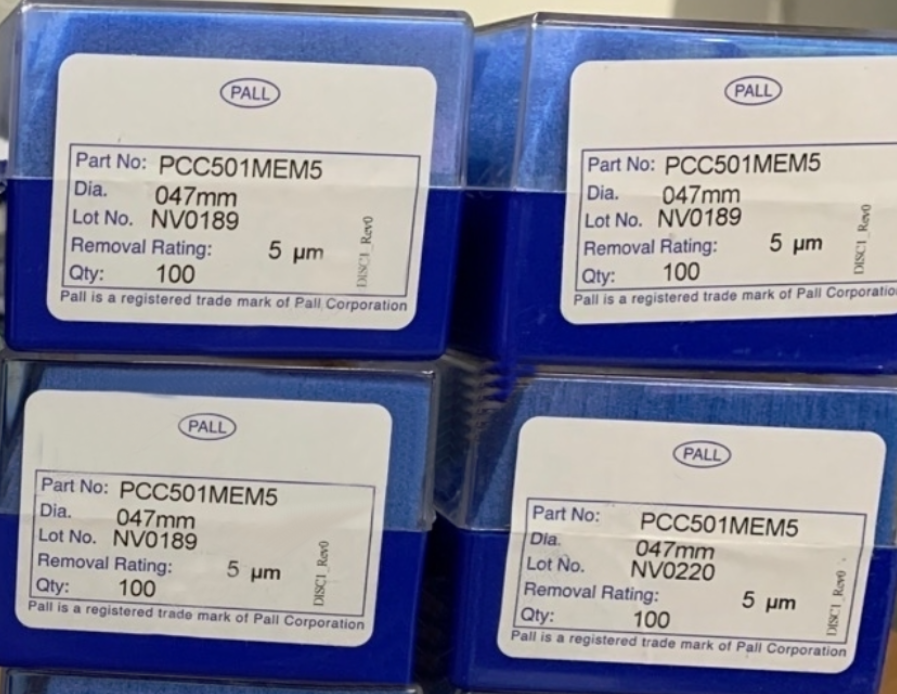 PALL
Part No: PCC501MEM5
Dia. 047mm
Lot No. NV0189
Removal Rating: 5 µm
Qty: 100
DISC1_Rev0
Pall is a registered trade mark of Pall Corporation
PALL
Part No: PCC501MEM5
Dia. 047mm
Lot No. NV0189
Removal Rating: 5 µm
Qty: 100
DISC1_Rev0
Pall is a registered trade mark of Pall Corporatio
PALL
Part No: PCC501MEM5
Dia. 047mm
Lot No. NV0189
Removal Rating: 5 µm
Qty: 100
DISC1_Rev0
Pall is a registered trade mark of Pall Corporation
PALL
Part No: PCC501MEM5
Dia. 047mm
Lot No. NV0220
Removal Rating: 5 µm
Qty: 100
DISC1_Rev0
Pall is a registered trade mark of Pall Corporation